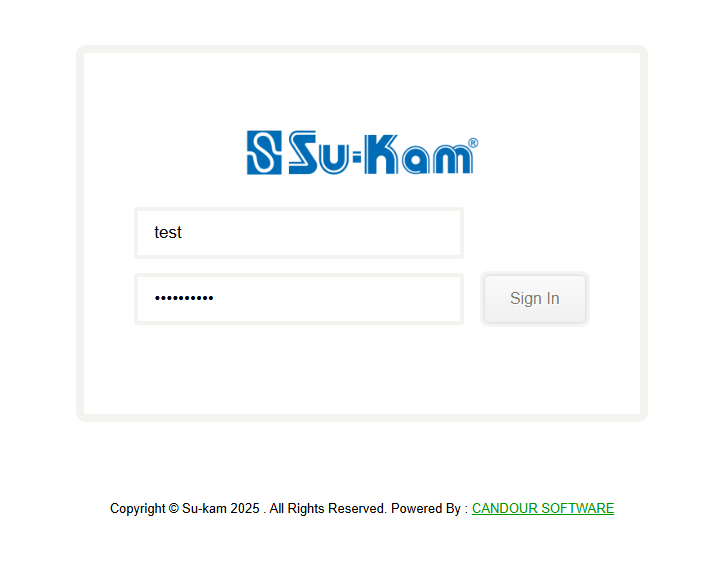 Su-Kam®
test
••••••••••
Sign In
Copyright © Su-kam 2025 . All Rights Reserved. Powered By : CANDOUR SOFTWARE